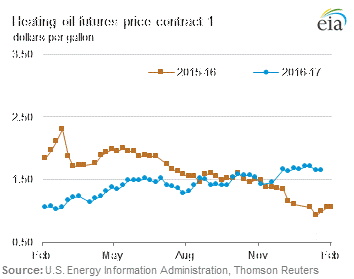 Heating oil futures price contract 1
dollars per gallon
eia
3.50
2015-16
2016-17
2.50
1.50
0.50
Feb
May
Aug
Nov
Feb
Source: U.S. Energy Information Administration, Thomson Reuters